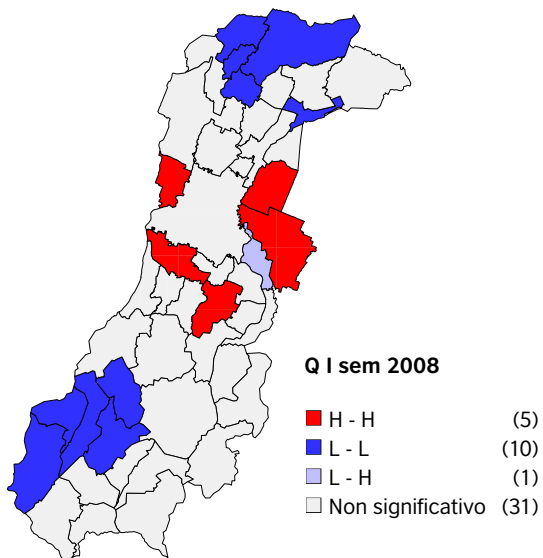 Q I sem 2008
H - H (5)
L - L (10)
L - H (1)
Non significativo (31)